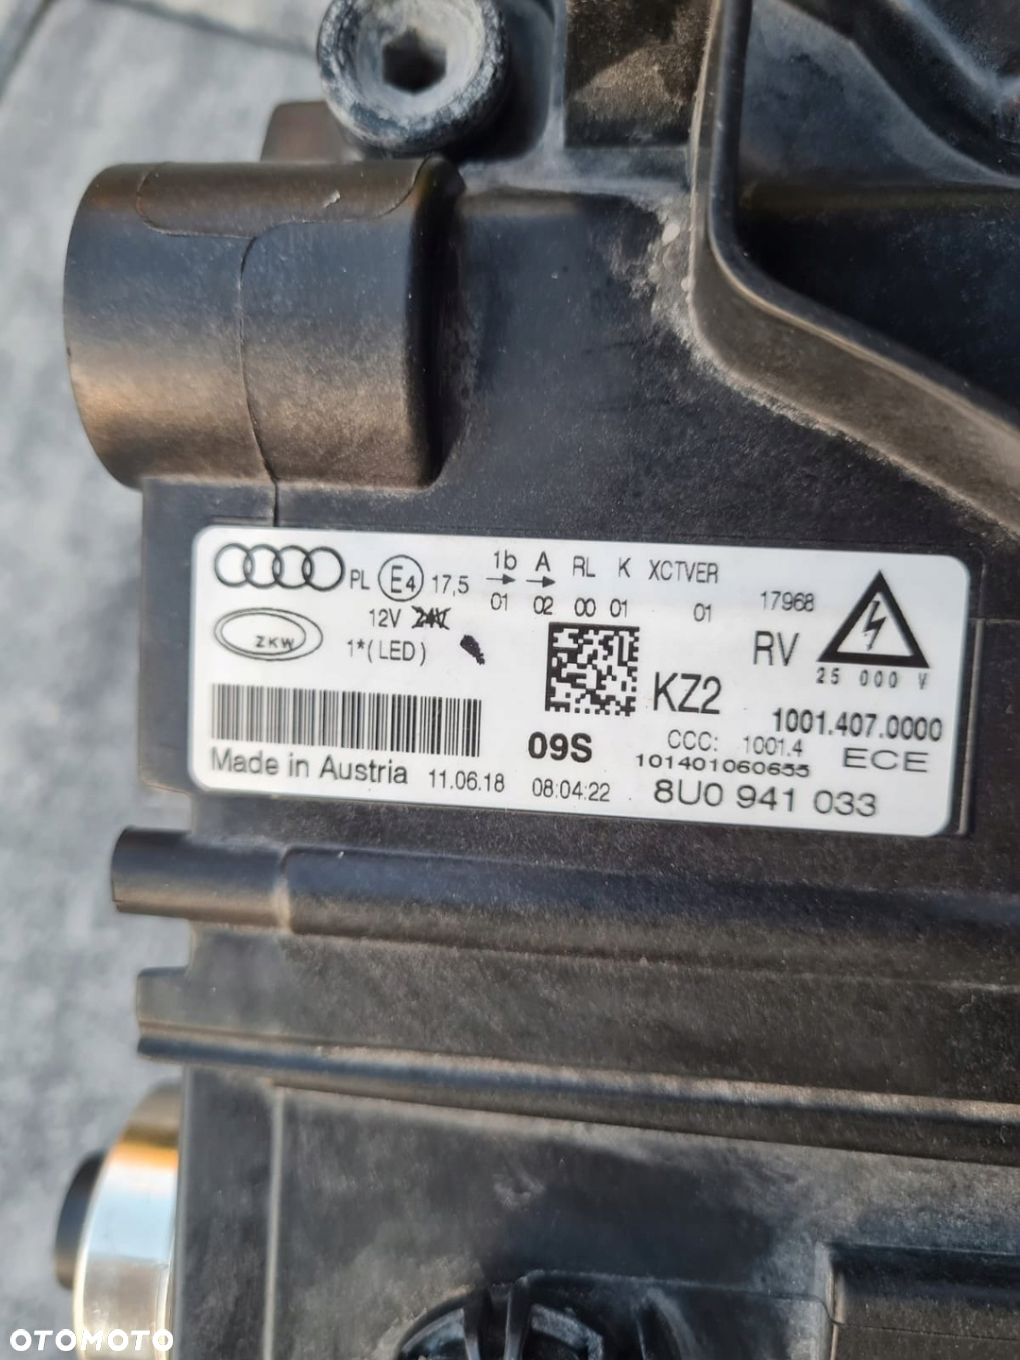 PL E4 17,5 1b A RL K XCTVER
01 02 00 01 01 17968
12V 24V
ZKW 1*(LED) RV
25 000 V
KZ2
1001.407.0000
09S CCC: 1001.4 ECE
101401060655
Made in Austria 11.06.18 08:04:22 8U0 941 033
OTOMOTO